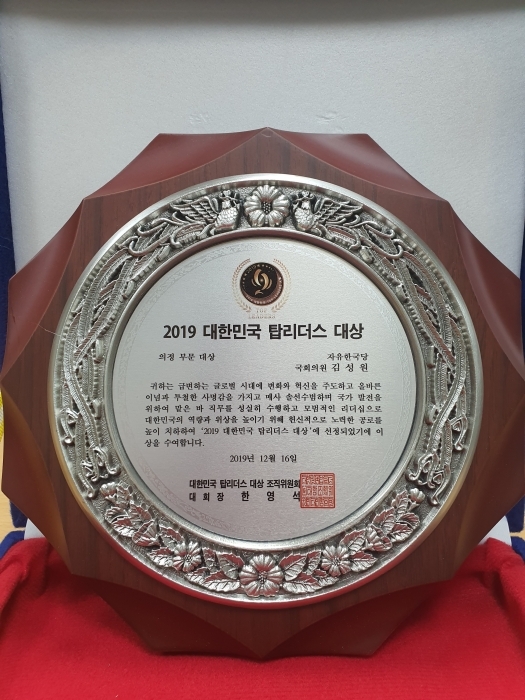 TOP
LEADERS
2019 대한민국 탑리더스 대상
의정 부문 대상 자유한국당
국회의원 김성원
귀하는 급변하는 글로벌 시대에 변화와 혁신을 주도하고 올바른
이념과 투철한 사명감을 가지고 매사 솔선수범하며 국가 발전을
위하여 맡은 바 직무를 성실히 수행하고 모범적인 리더십으로
대한민국의 역량과 위상을 높이기 위해 헌신적으로 노력한 공로를
높이 치하하여 '2019 대한민국 탑리더스 대상'에 선정되었기에 이
상을 수여합니다.
2019년 12월 16일
대한민국 탑리더스 대상 조직위원회
대회장 한영석